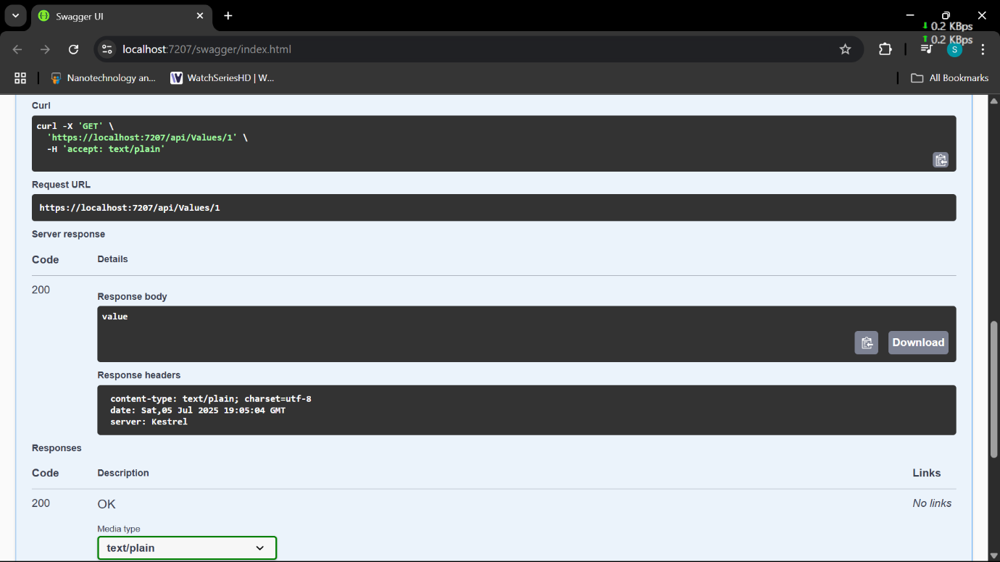 Swagger UI
0.2 KBps
0.2 KBps
localhost:7207/swagger/index.html
S
Nanotechnology an...
WatchSeriesHD | W...
All Bookmarks
Curl
curl -X 'GET' \
'https://localhost:7207/api/Values/1' \
-H 'accept: text/plain'
Request URL
https://localhost:7207/api/Values/1
Server response
Code Details
200
Response body
value
Download
Response headers
content-type: text/plain; charset=utf-8
date: Sat,05 Jul 2025 19:05:04 GMT
server: Kestrel
Responses
Code Description Links
200 OK No links
Media type
text/plain